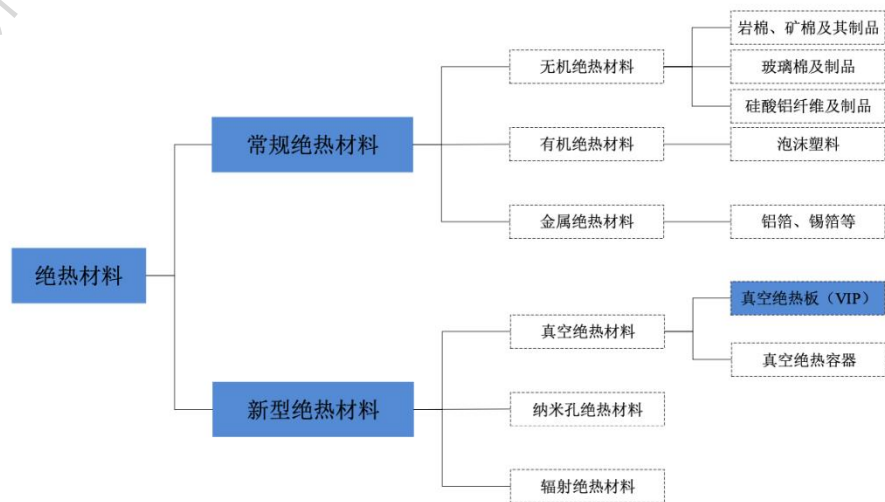 绝热材料
常规绝热材料
无机绝热材料
岩棉、矿棉及其制品
玻璃棉及制品
硅酸铝纤维及制品
有机绝热材料
泡沫塑料
金属绝热材料
铝箔、锡箔等
新型绝热材料
真空绝热材料
真空绝热板（VIP）
真空绝热容器
纳米孔绝热材料
辐射绝热材料